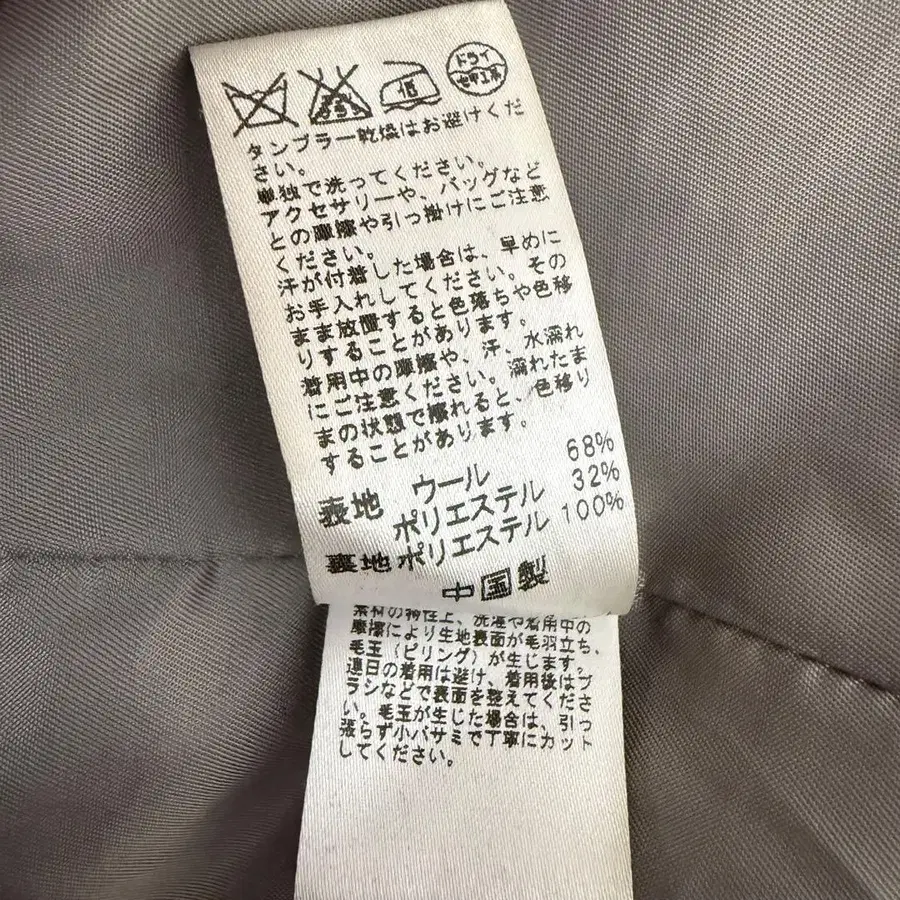 低
ドライ
セキユ系
タンブラー乾燥はお避けくだ
さい。
単独で洗ってください。
アクセサリーや、バッグなど
との摩擦や引っ掛けにご注意
ください。
汗が付着した場合は、早めに
お手入れしてください。その
まま放置すると色落ちや色移
りすることがあります。
着用中の摩擦や、汗、水濡れ
にご注意ください。濡れたま
まの状態で擦れると、色移り
することがあります。
表地 ウール 68%
ポリエステル 32%
裏地 ポリエステル 100%
中国製
素材の特性上、洗濯や着用中の
摩擦により生地表面が毛羽立ち、
毛玉(ピリング)が生じます。
連日の着用は避け、着用後はブ
ラシなどで表面を整えてくださ
い。毛玉が生じた場合は、引っ
張らず小バサミで丁寧にカット
してください。